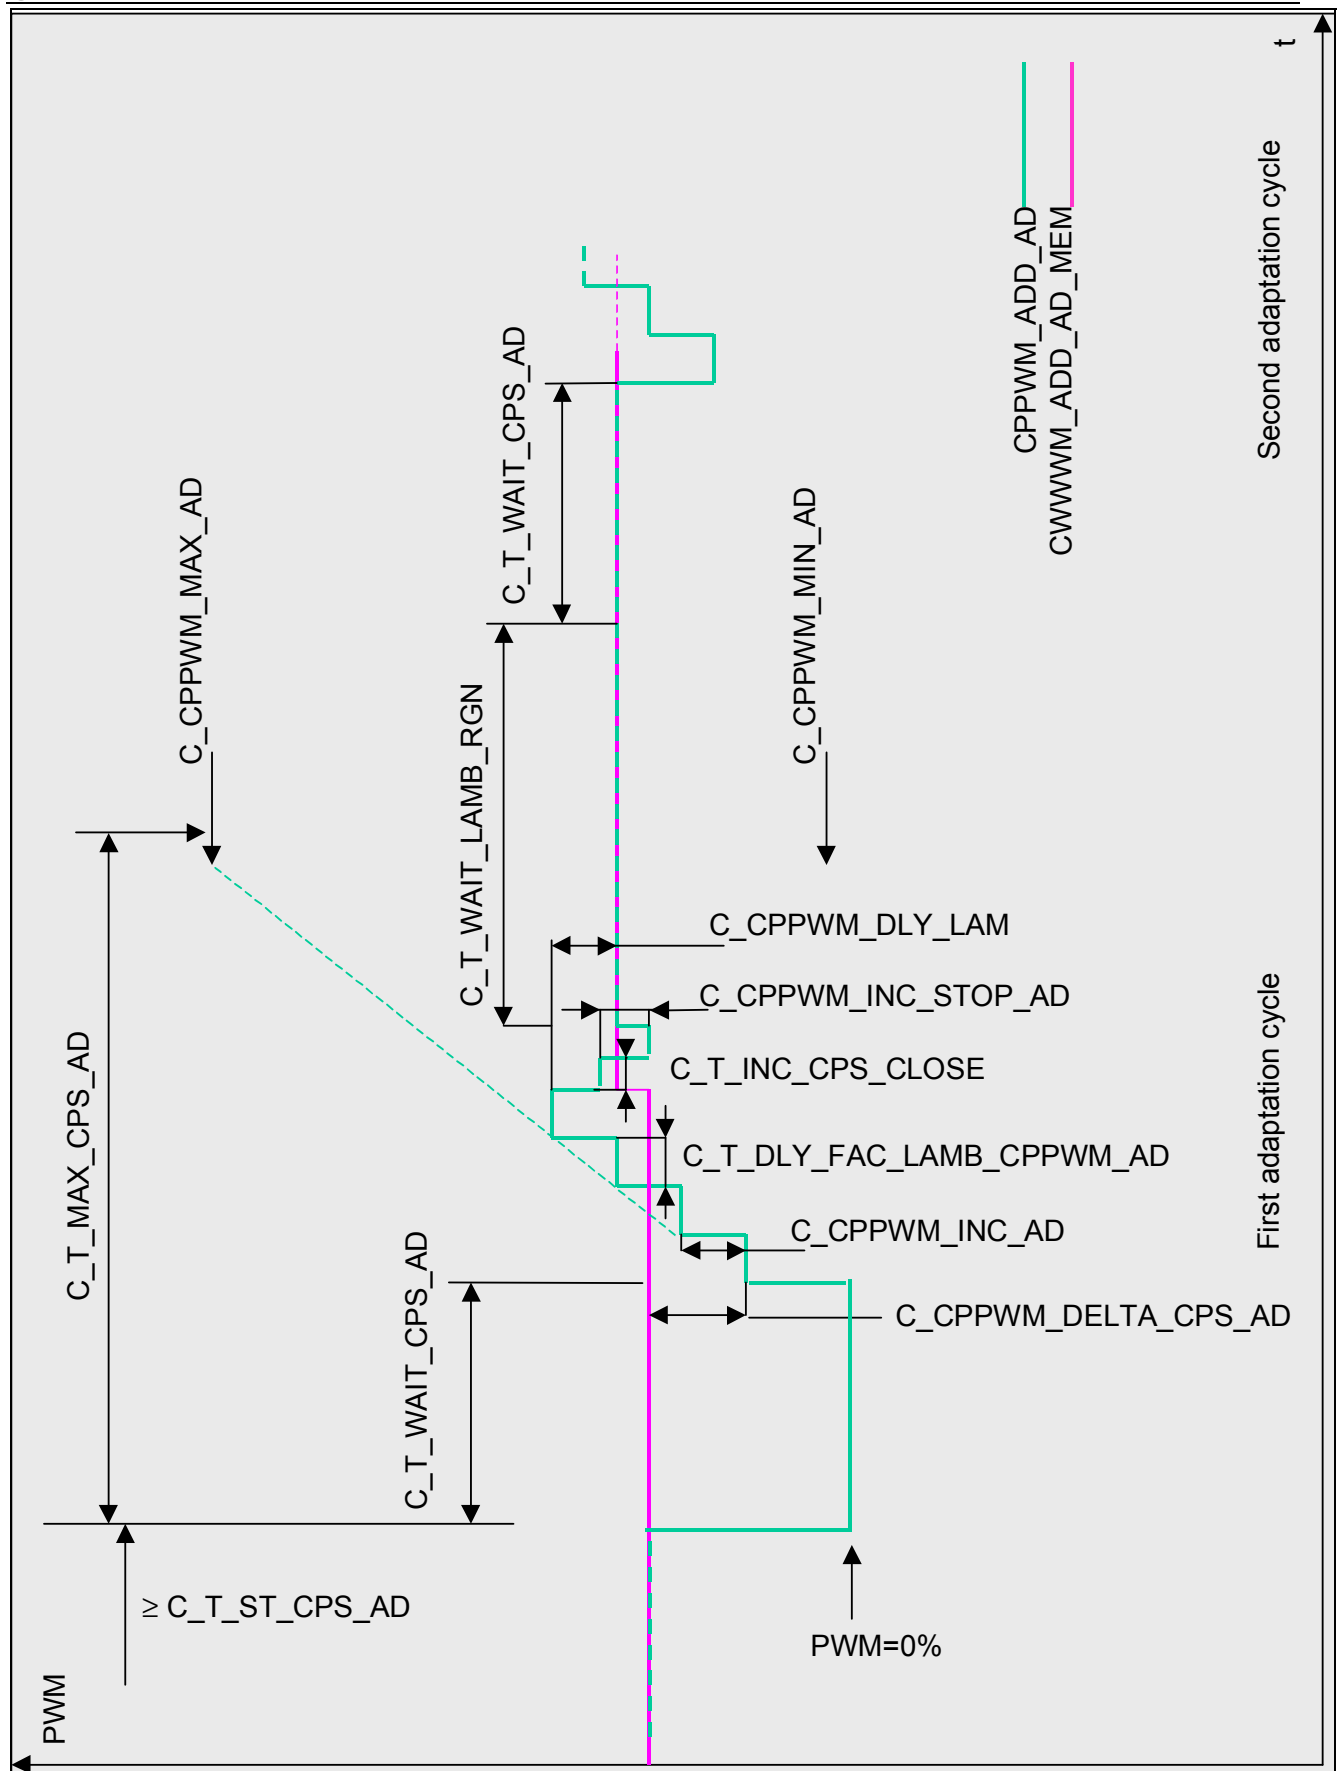 PWM
t
≥ C_T_ST_CPS_AD
C_T_MAX_CPS_AD
C_CPPWM_MAX_AD
C_T_WAIT_CPS_AD
C_T_WAIT_LAMB_RGN
C_T_WAIT_CPS_AD
C_CPPWM_MIN_AD
C_CPPWM_DLY_LAM
C_CPPWM_INC_STOP_AD
C_T_INC_CPS_CLOSE
C_T_DLY_FAC_LAMB_CPPWM_AD
C_CPPWM_INC_AD
C_CPPWM_DELTA_CPS_AD
PWM=0%
CPPWM_ADD_AD
CWWWM_ADD_AD_MEM
First adaptation cycle
Second adaptation cycle